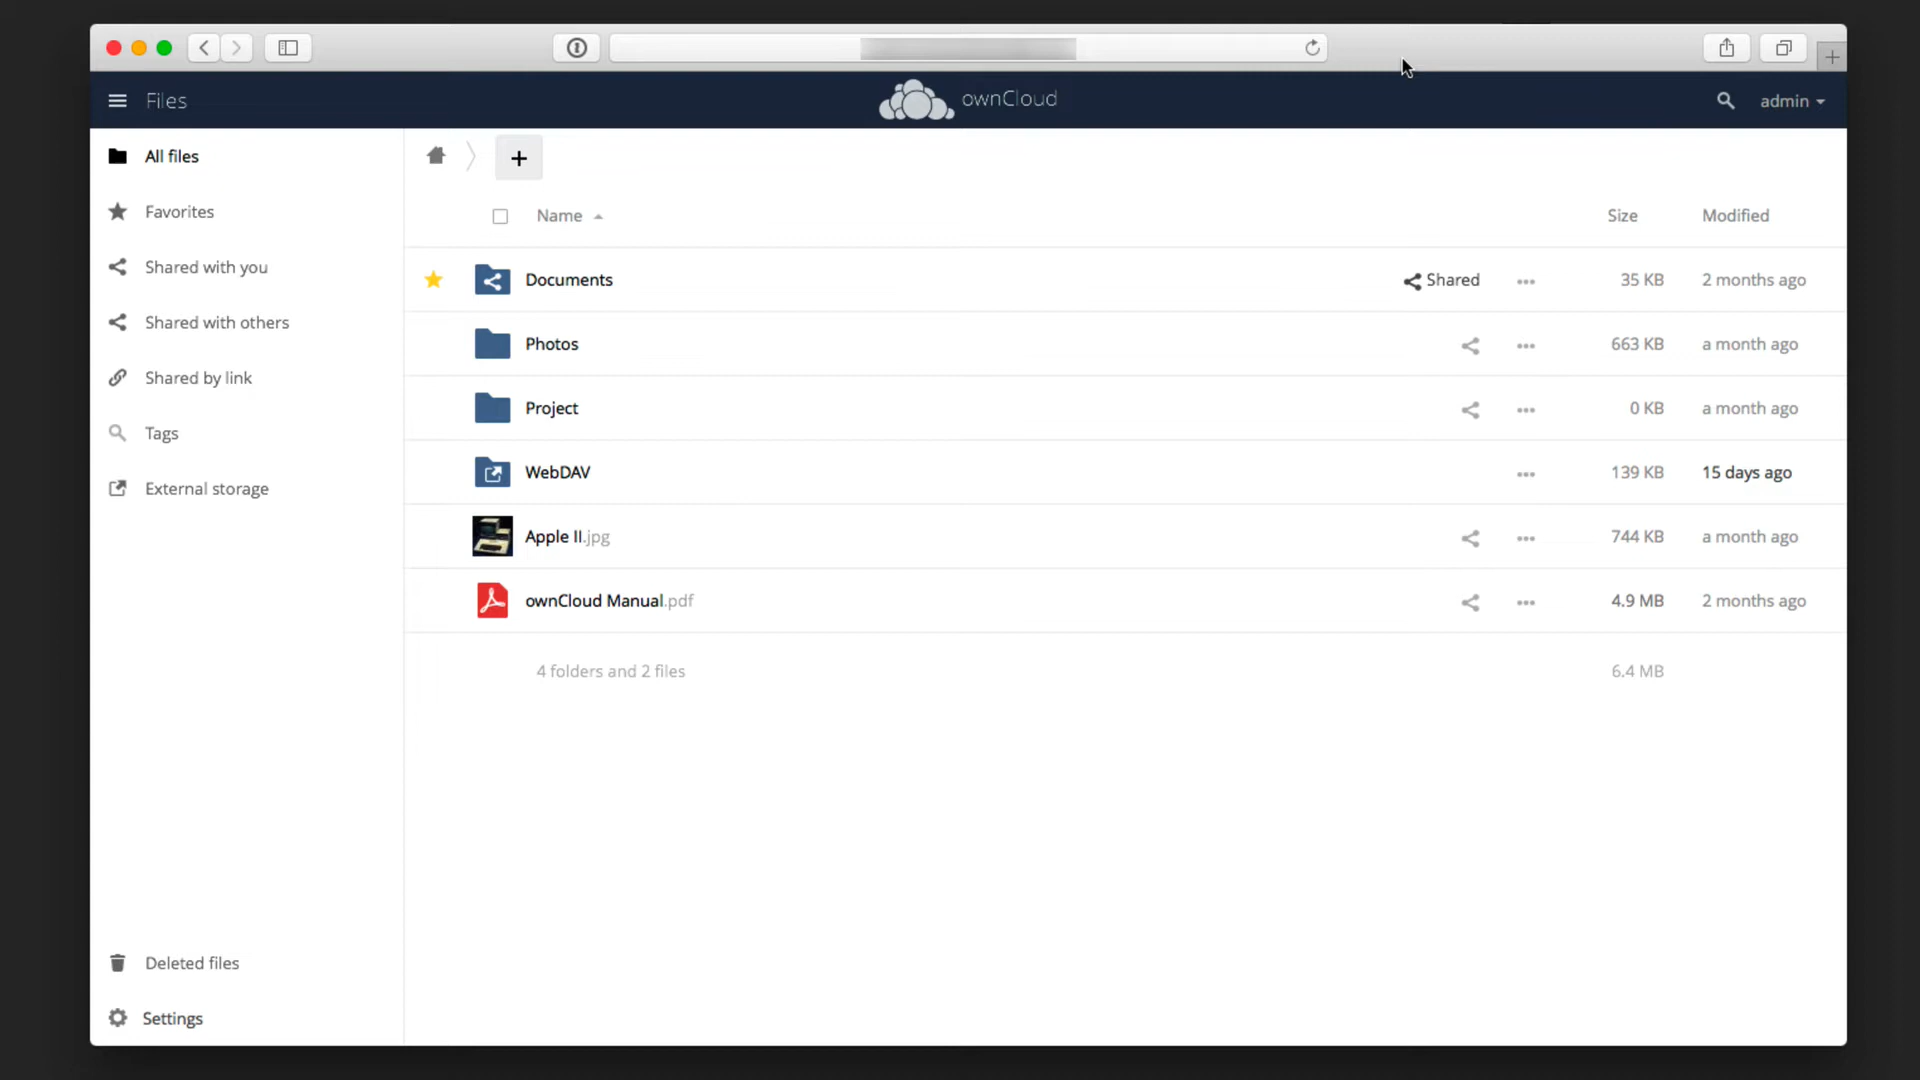 Files
ownCloud
admin
All files
Favorites
Shared with you
Shared with others
Shared by link
Tags
External storage
Deleted files
Settings
+
Name Size Modified
Documents Shared ... 35 KB 2 months ago
Photos ... 663 KB a month ago
Project ... 0 KB a month ago
WebDAV ... 139 KB 15 days ago
Apple II.jpg ... 744 KB a month ago
ownCloud Manual.pdf ... 4.9 MB 2 months ago
4 folders and 2 files 6.4 MB